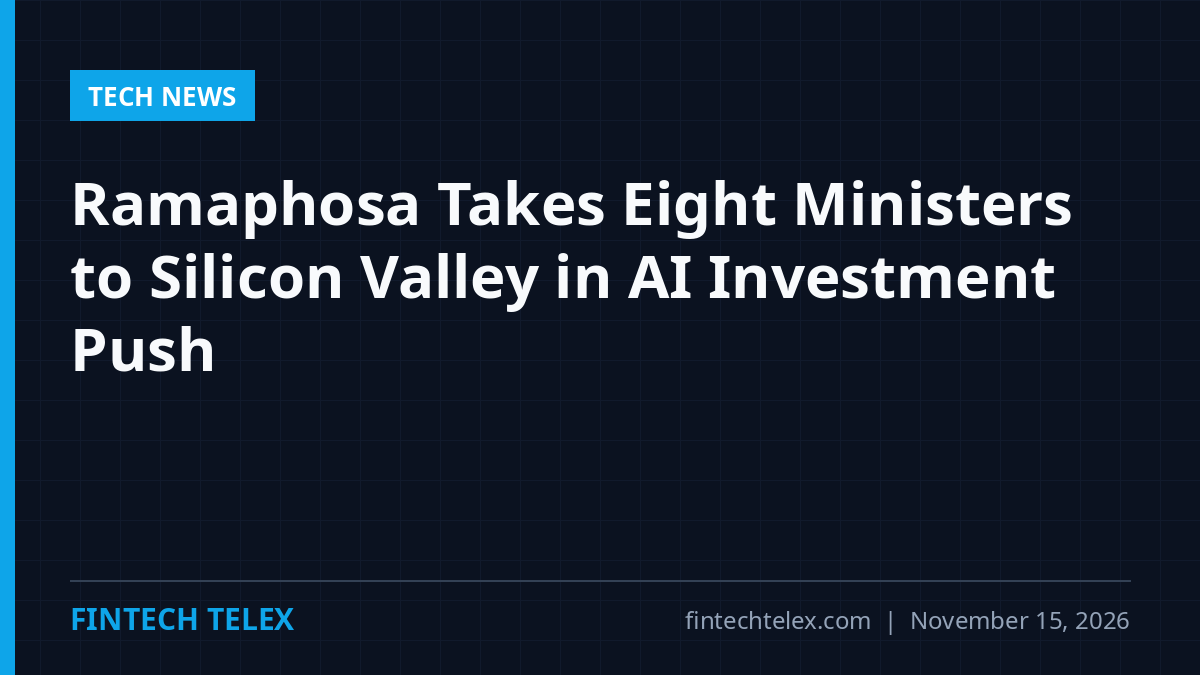 TECH NEWS
Ramaphosa Takes Eight Ministers
to Silicon Valley in AI Investment
Push
FINTECH TELEX
fintechtelex.com | November 15, 2026